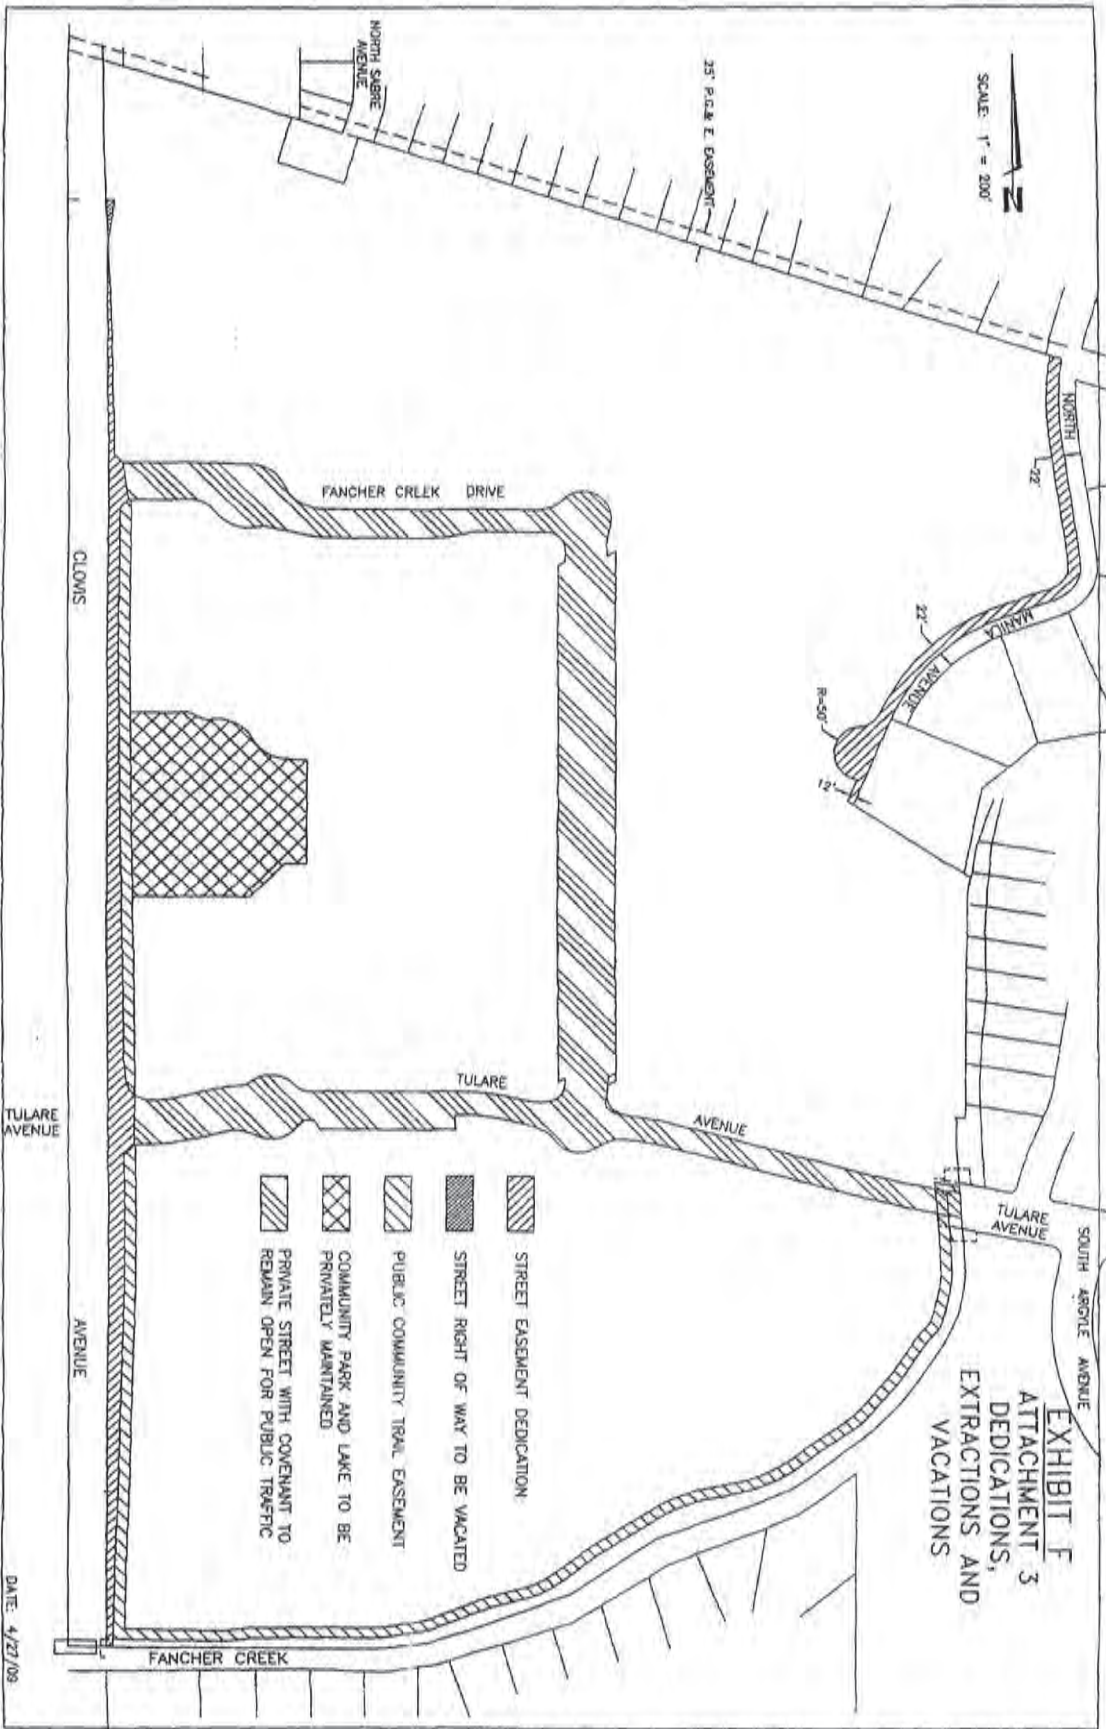 EXHIBIT F
ATTACHMENT 3
DEDICATIONS,
EXTRACTIONS AND
VACATIONS
SCALE: 1" = 200'
N
NORTH SABRE
AVENUE
25' P.G.& E. EASEMENT
NORTH
MANILA
AVENUE
22'
22'
R=50'
12'
FANCHER CREEK DRIVE
CLOVIS
AVENUE
TULARE
AVENUE
TULARE
AVENUE
TULARE
AVENUE
SOUTH ARGYLE AVENUE
FANCHER CREEK
STREET EASEMENT DEDICATION
STREET RIGHT OF WAY TO BE VACATED
PUBLIC COMMUNITY TRAIL EASEMENT
COMMUNITY PARK AND LAKE TO BE
PRIVATELY MAINTAINED
PRIVATE STREET WITH COVENANT TO
REMAIN OPEN FOR PUBLIC TRAFFIC
DATE: 4/27/09